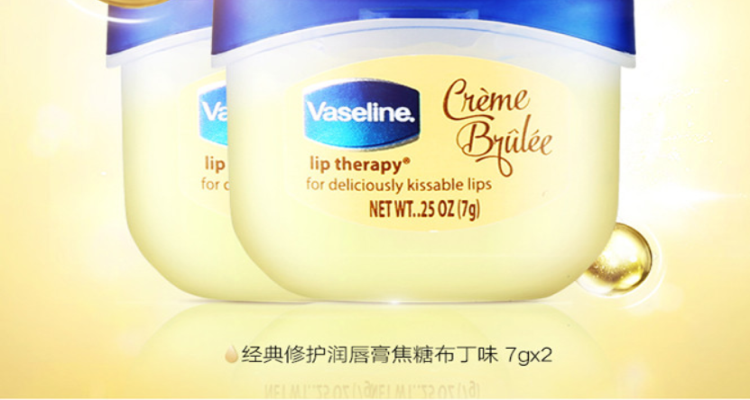 Vaseline.
Crème
Brûlée
lip therapy®
for deliciously kissable lips
NET WT..25 OZ (7g)
Va
lip
for
经典修护润唇膏焦糖布丁味 7gx2